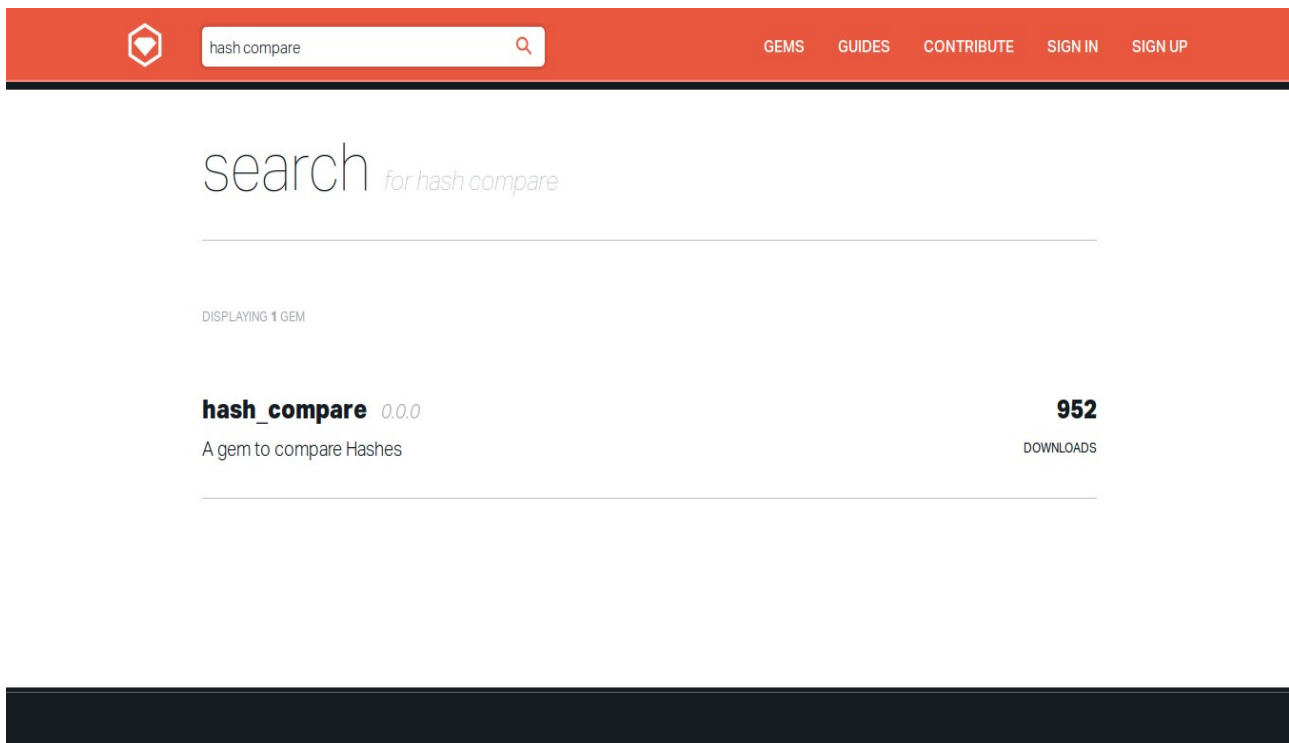 hash compare GEMS GUIDES CONTRIBUTE SIGN IN SIGN UP
search for hash compare
DISPLAYING 1 GEM
hash_compare 0.0.0 952
A gem to compare Hashes DOWNLOADS